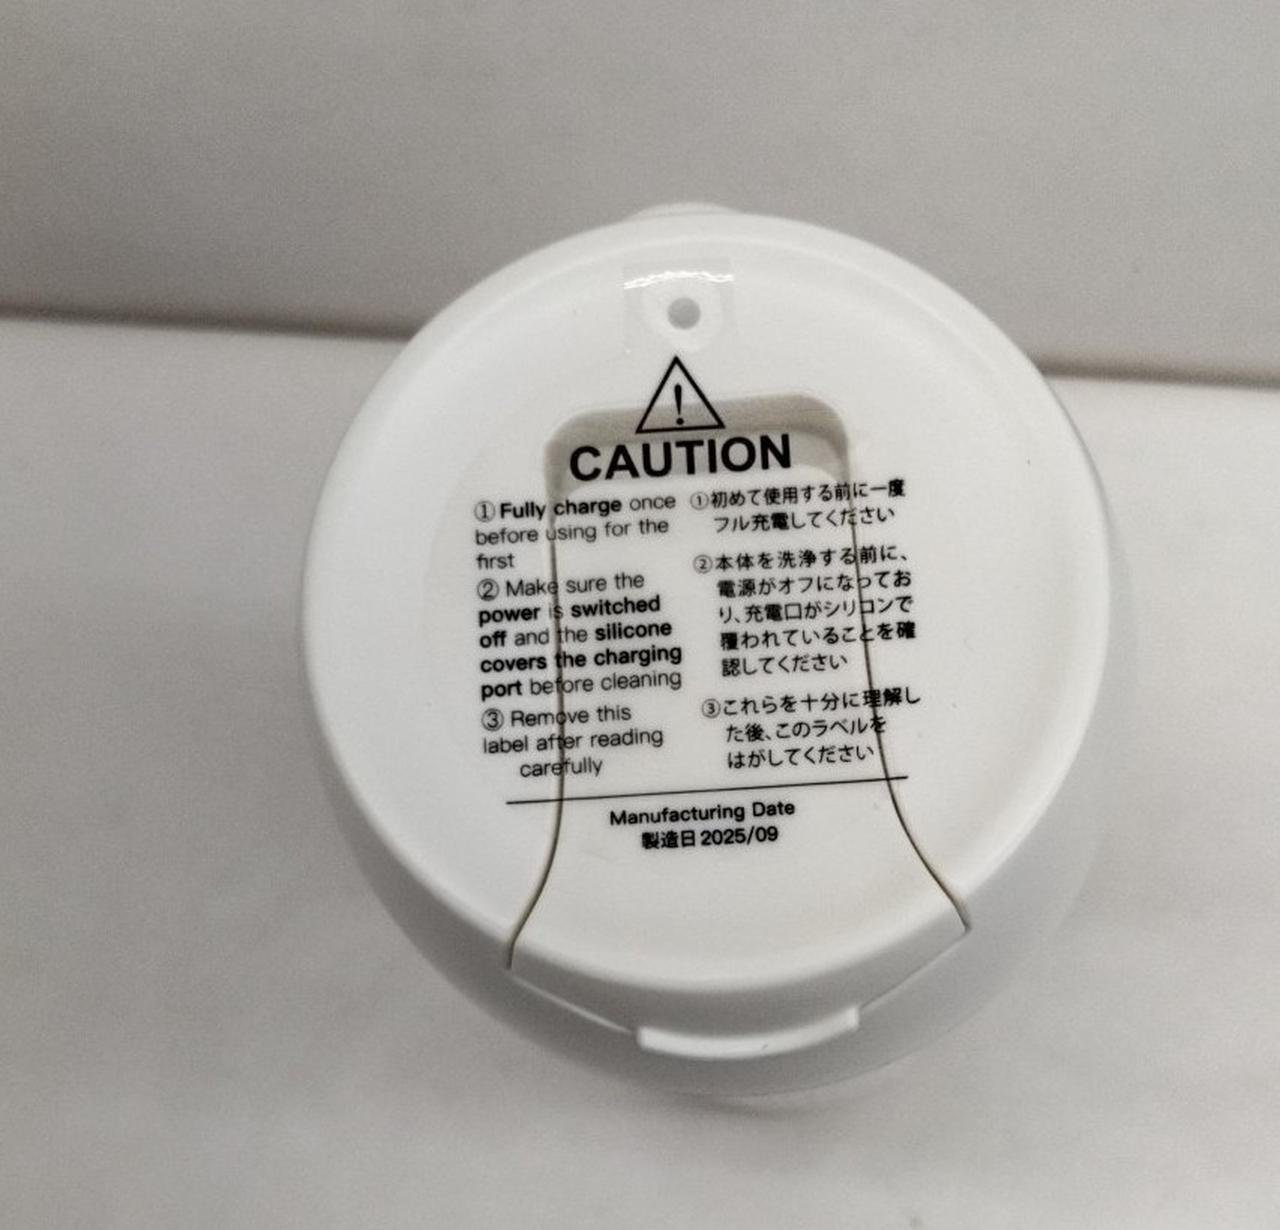 CAUTION
① Fully charge once
before using for the
first
② Make sure the
power is switched
off and the silicone
covers the charging
port before cleaning
③ Remove this
label after reading
carefully
①初めて使用する前に一度
フル充電してください
②本体を洗浄する前に、
電源がオフになってお
り、充電口がシリコンで
覆われていることを確
認してください
③これらを十分に理解し
た後、このラベルを
はがしてください
Manufacturing Date
製造日 2025/09